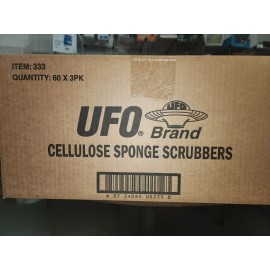 ITEM: 333
QUANTITY: 60 X 3PK
UFO® UFO Brand
CELLULOSE SPONGE SCRUBBERS